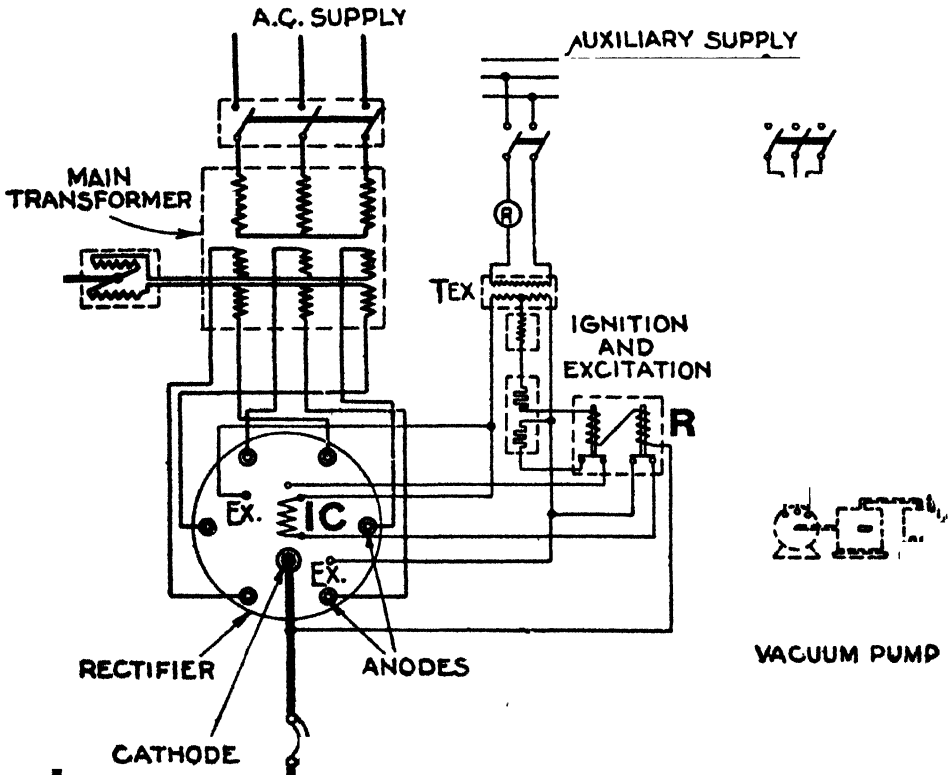 A.C. SUPPLY
AUXILIARY SUPPLY
MAIN
TRANSFORMER
R
TEX
IGNITION
AND
EXCITATION
R
Ex.
IC
Ex.
RECTIFIER
ANODES
CATHODE
VACUUM PUMP